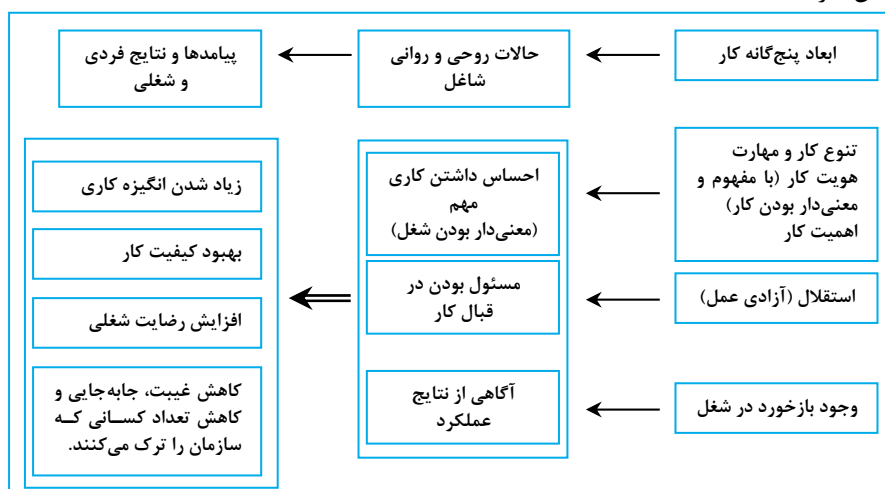 ابعاد پنج‌گانه کار
حالات روحی و روانی
شاغل
پیامدها و نتایج فردی
و شغلی
تنوع کار و مهارت
هویت کار (با مفهوم و
معنی‌دار بودن کار)
اهمیت کار
استقلال (آزادی عمل)
وجود بازخورد در شغل
احساس داشتن کاری
مهم
(معنی‌دار بودن شغل)
مسئول بودن در
قبال کار
آگاهی از نتایج
عملکرد
زیاد شدن انگیزه کاری
بهبود کیفیت کار
افزایش رضایت شغلی
کاهش غیبت، جابه‌جایی و
کاهش تعداد کســانی کــه
سازمان را ترک می‌کنند.